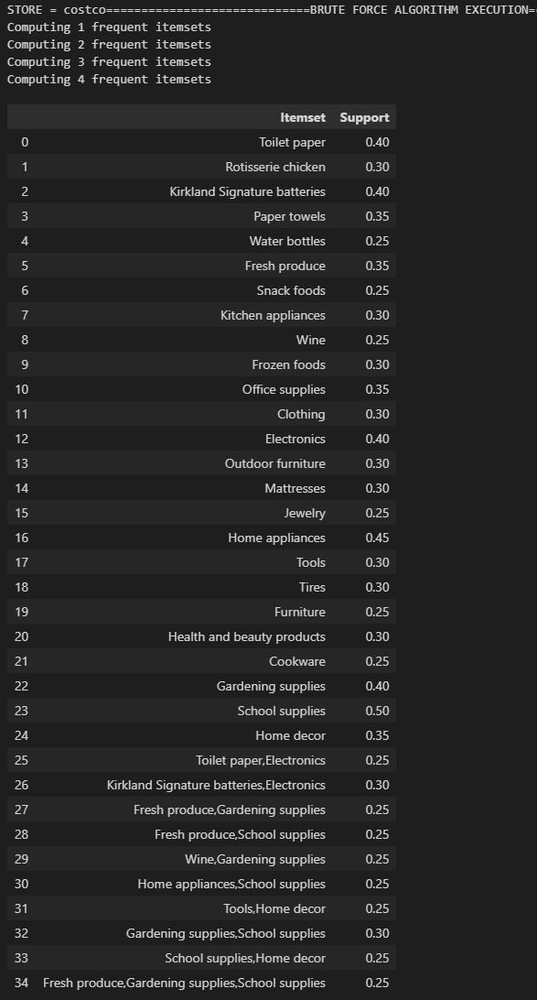 STORE = costco=============================BRUTE FORCE ALGORITHM EXECUTION==
Computing 1 frequent itemsets
Computing 2 frequent itemsets
Computing 3 frequent itemsets
Computing 4 frequent itemsets
Itemset Support
0 Toilet paper 0.40
1 Rotisserie chicken 0.30
2 Kirkland Signature batteries 0.40
3 Paper towels 0.35
4 Water bottles 0.25
5 Fresh produce 0.35
6 Snack foods 0.25
7 Kitchen appliances 0.30
8 Wine 0.25
9 Frozen foods 0.30
10 Office supplies 0.35
11 Clothing 0.30
12 Electronics 0.40
13 Outdoor furniture 0.30
14 Mattresses 0.30
15 Jewelry 0.25
16 Home appliances 0.45
17 Tools 0.30
18 Tires 0.30
19 Furniture 0.25
20 Health and beauty products 0.30
21 Cookware 0.25
22 Gardening supplies 0.40
23 School supplies 0.50
24 Home decor 0.35
25 Toilet paper,Electronics 0.25
26 Kirkland Signature batteries,Electronics 0.30
27 Fresh produce,Gardening supplies 0.25
28 Fresh produce,School supplies 0.25
29 Wine,Gardening supplies 0.25
30 Home appliances,School supplies 0.25
31 Tools,Home decor 0.25
32 Gardening supplies,School supplies 0.30
33 School supplies,Home decor 0.25
34 Fresh produce,Gardening supplies,School supplies 0.25